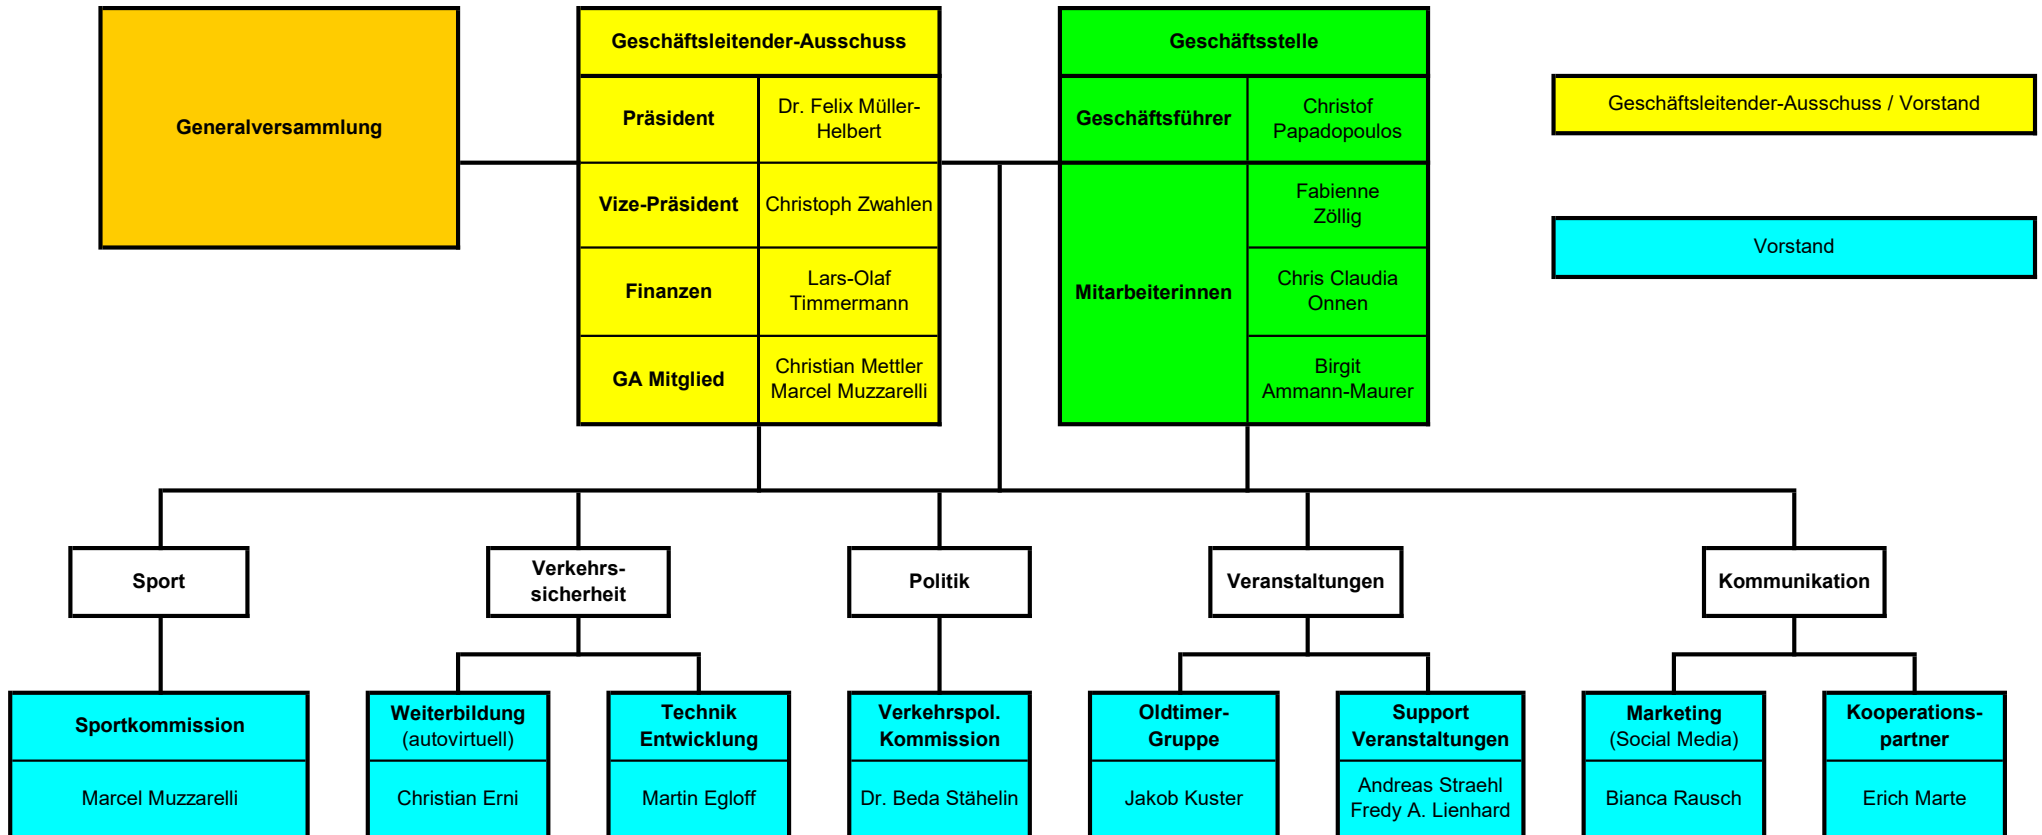 Generalversammlung
Geschäftsleitender-Ausschuss
Präsident
Dr. Felix Müller-
Helbert
Vize-Präsident
Christoph Zwahlen
Finanzen
Lars-Olaf
Timmermann
GA Mitglied
Christian Mettler
Marcel Muzzarelli
Geschäftsstelle
Geschäftsführer
Christof
Papadopoulos
Mitarbeiterinnen
Fabienne
Zöllig
Chris Claudia
Onnen
Birgit
Ammann-Maurer
Geschäftsleitender-Ausschuss / Vorstand
Vorstand
Sport
Verkehrs-
sicherheit
Politik
Veranstaltungen
Kommunikation
Sportkommission
Marcel Muzzarelli
Weiterbildung
(autovirtuell)
Christian Erni
Technik
Entwicklung
Martin Egloff
Verkehrspol.
Kommission
Dr. Beda Stähelin
Oldtimer-
Gruppe
Jakob Kuster
Support
Veranstaltungen
Andreas Straehl
Fredy A. Lienhard
Marketing
(Social Media)
Bianca Rausch
Kooperations-
partner
Erich Marte